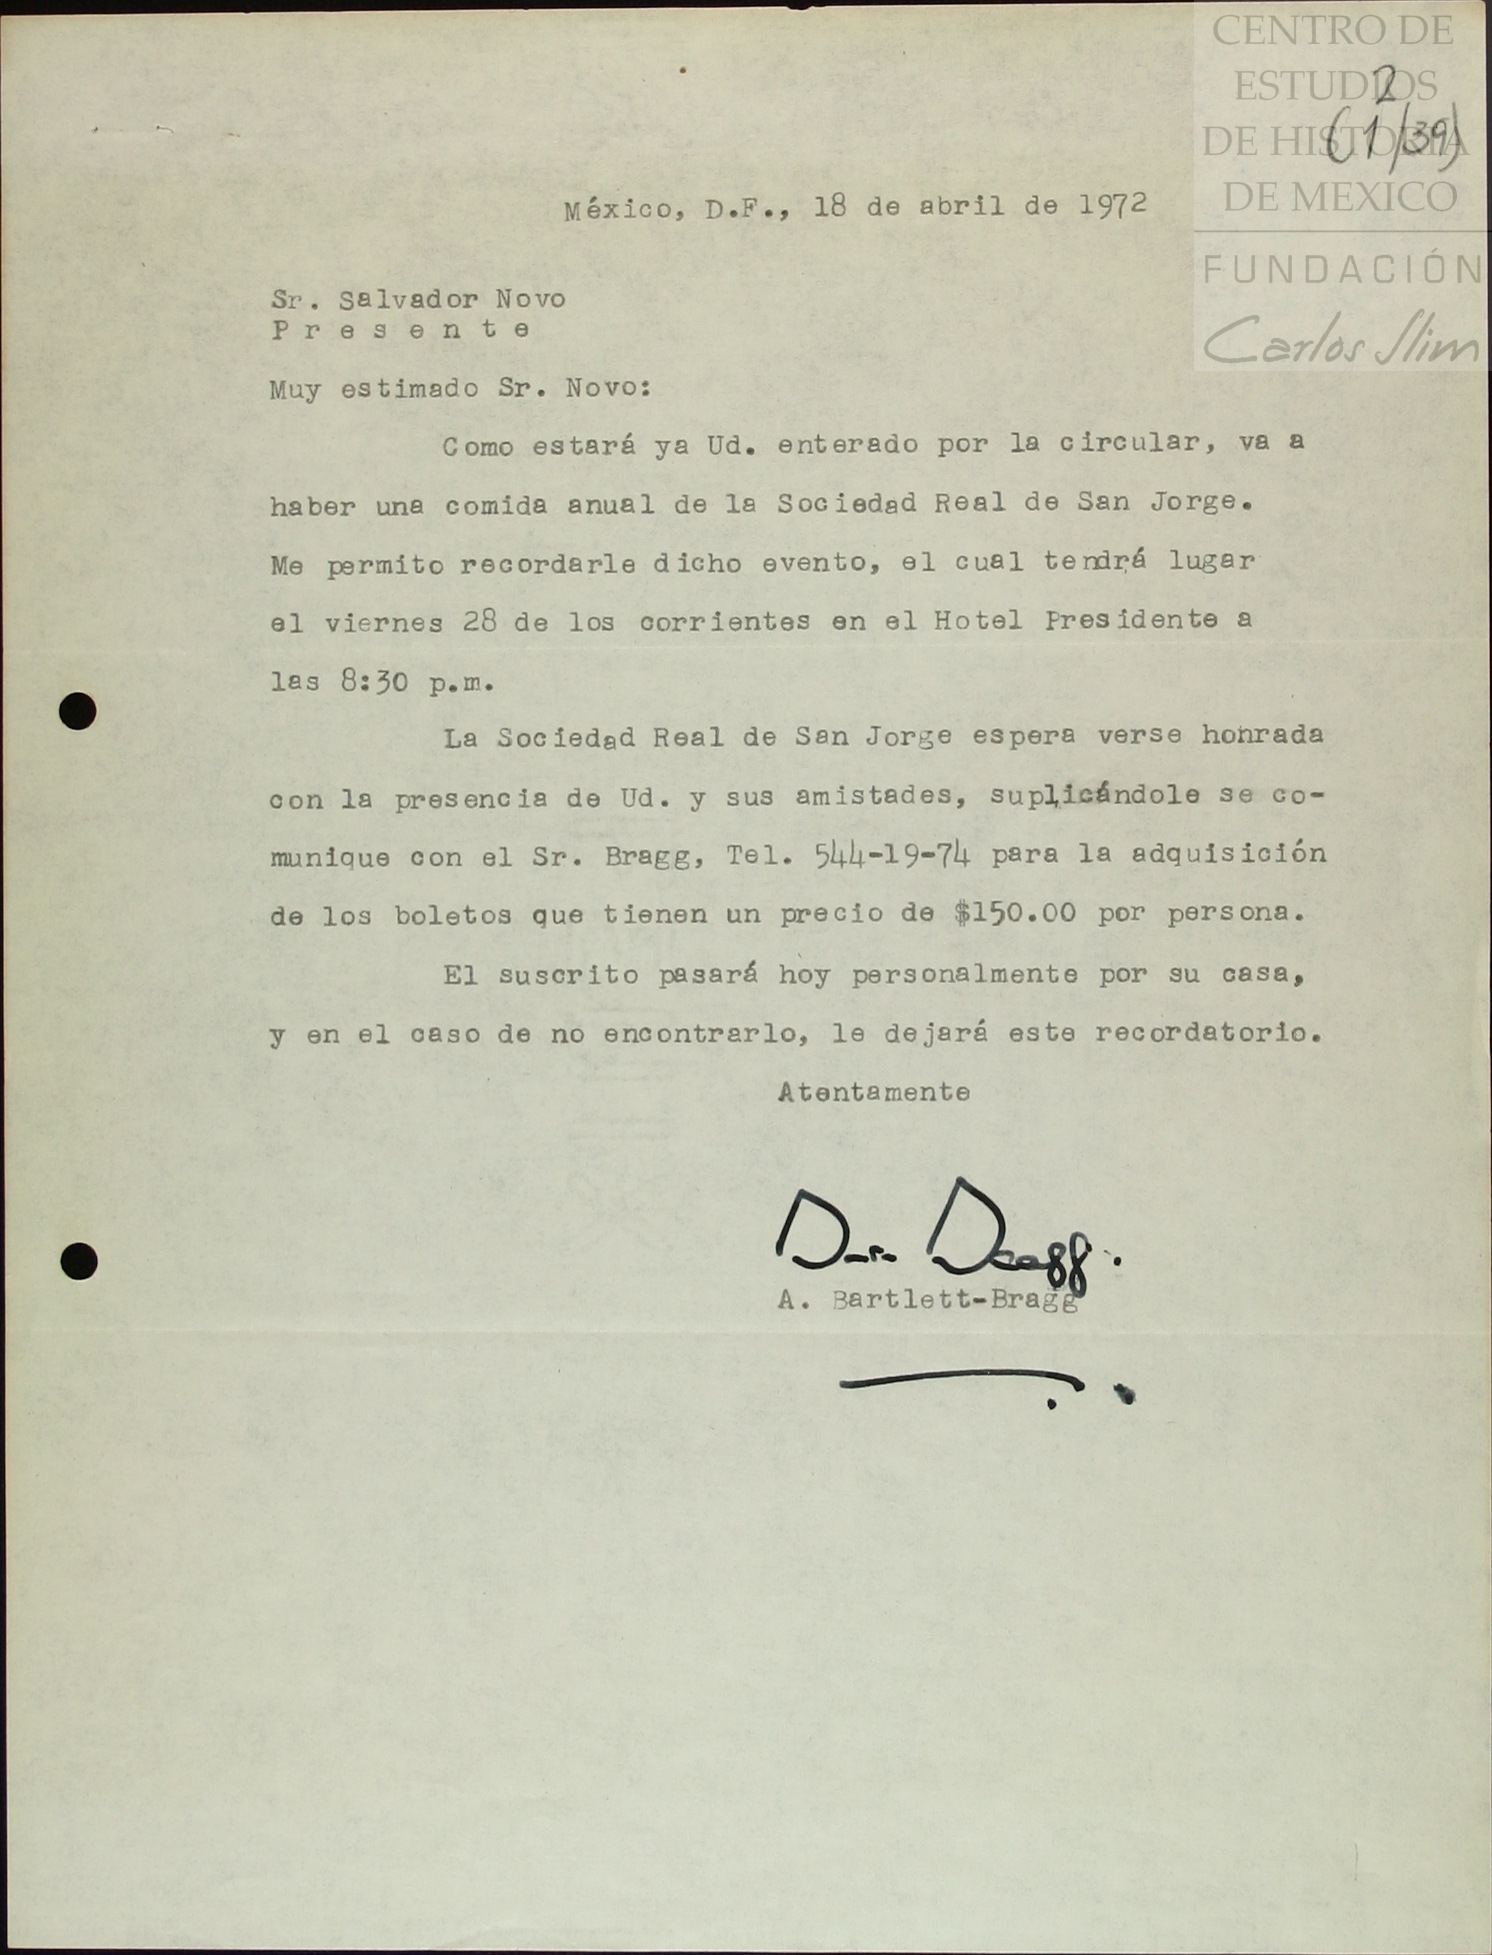 CENTRO DE
ESTUDIOS
DE HISTORIA
DE MEXICO
FUNDACIÓN
Carlos Slim
2
(1/39)
México, D.F., 18 de abril de 1972
Sr. Salvador Novo
P r e s e n t e
Muy estimado Sr. Novo:
Como estará ya Ud. enterado por la circular, va a
haber una comida anual de la Sociedad Real de San Jorge.
Me permito recordarle dicho evento, el cual tendrá lugar
el viernes 28 de los corrientes en el Hotel Presidente a
las 8:30 p.m.
La Sociedad Real de San Jorge espera verse honrada
con la presencia de Ud. y sus amistades, suplicándole se co-
munique con el Sr. Bragg, Tel. 544-19-74 para la adquisición
de los boletos que tienen un precio de $150.00 por persona.
El suscrito pasará hoy personalmente por su casa,
y en el caso de no encontrarlo, le dejará este recordatorio.
Atentamente
Bragg.
A. Bartlett-Bragg